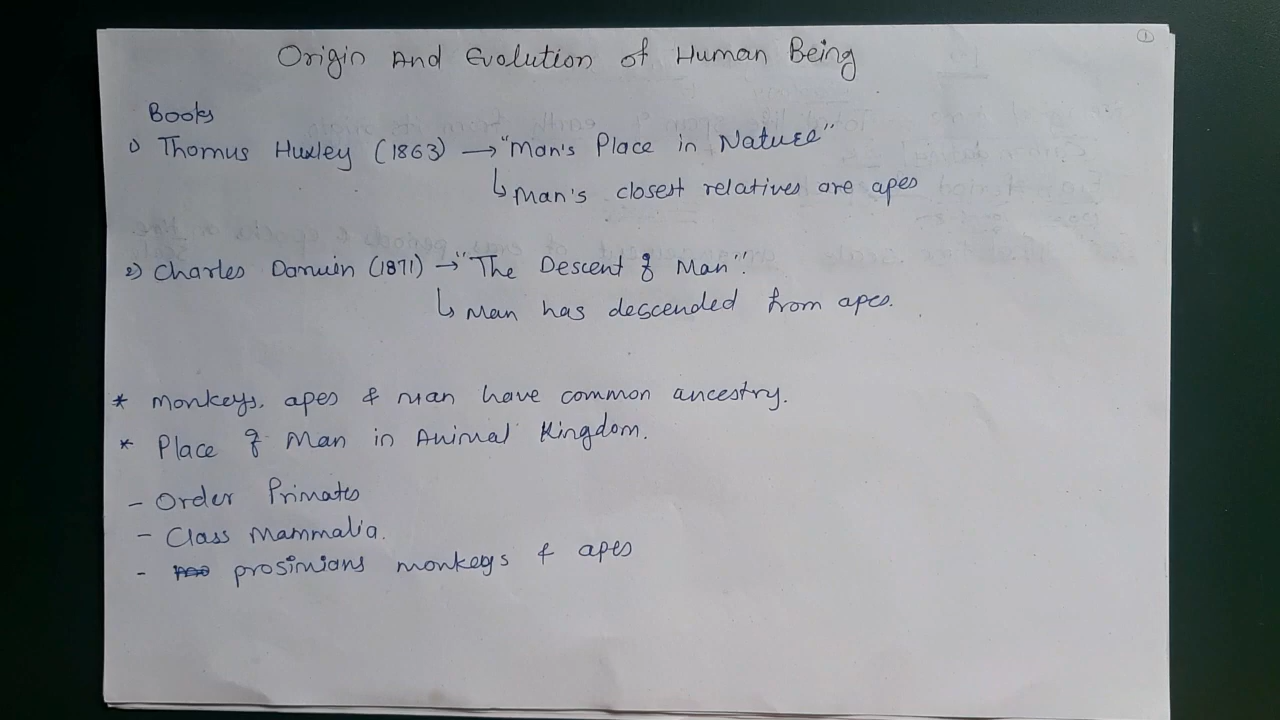 1
Origin And Evolution of Human Being
Books
1) Thomus Huxley (1863) → "Man's Place in Nature"
↳ Man's closest relatives are apes
2) Charles Darwin (1871) → "The Descent of Man".
↳ Man has descended from apes.
* Monkeys, apes & man have common ancestry.
* Place of Man in Animal Kingdom.
- Order Primates
- Class Mammalia.
- prosimians monkeys & apes